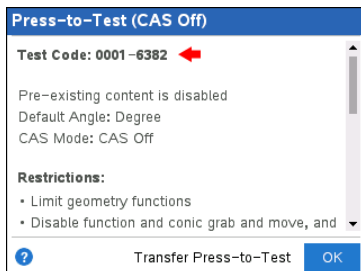 Press-to-Test (CAS Off)
Test Code: 0001-6382
Pre-existing content is disabled
Default Angle: Degree
CAS Mode: CAS Off
Restrictions:
• Limit geometry functions
• Disable function and conic grab and move, and
? Transfer Press-to-Test OK